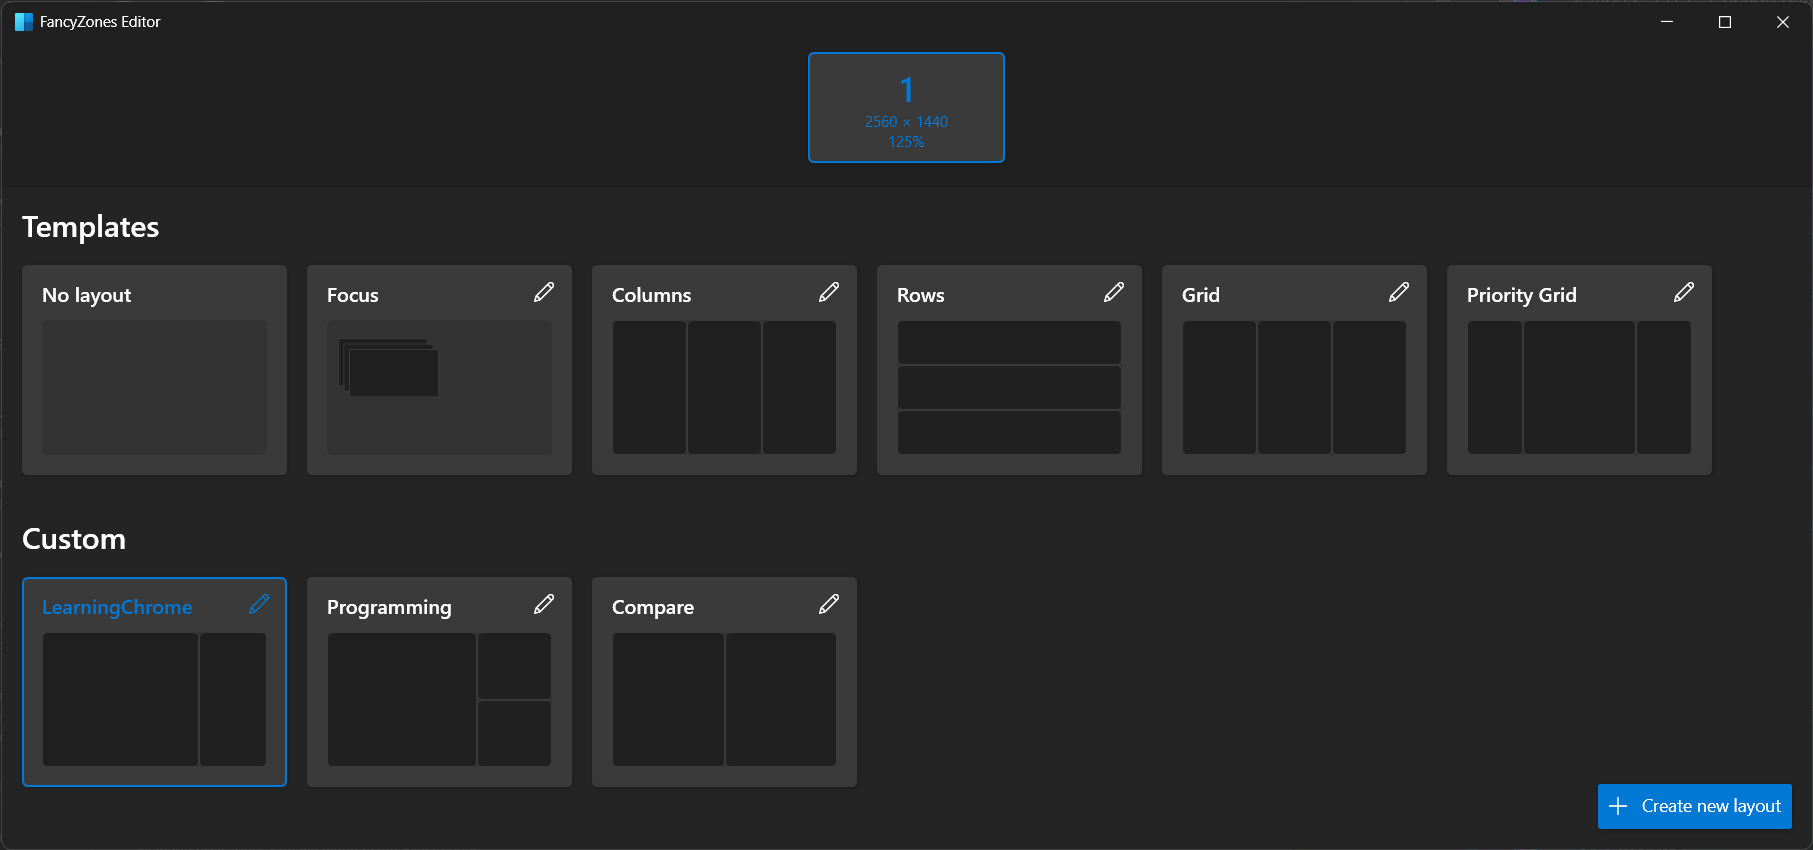 FancyZones Editor
1
2560 × 1440
125%
Templates
No layout
Focus
Columns
Rows
Grid
Priority Grid
Custom
LearningChrome
Programming
Compare
Create new layout